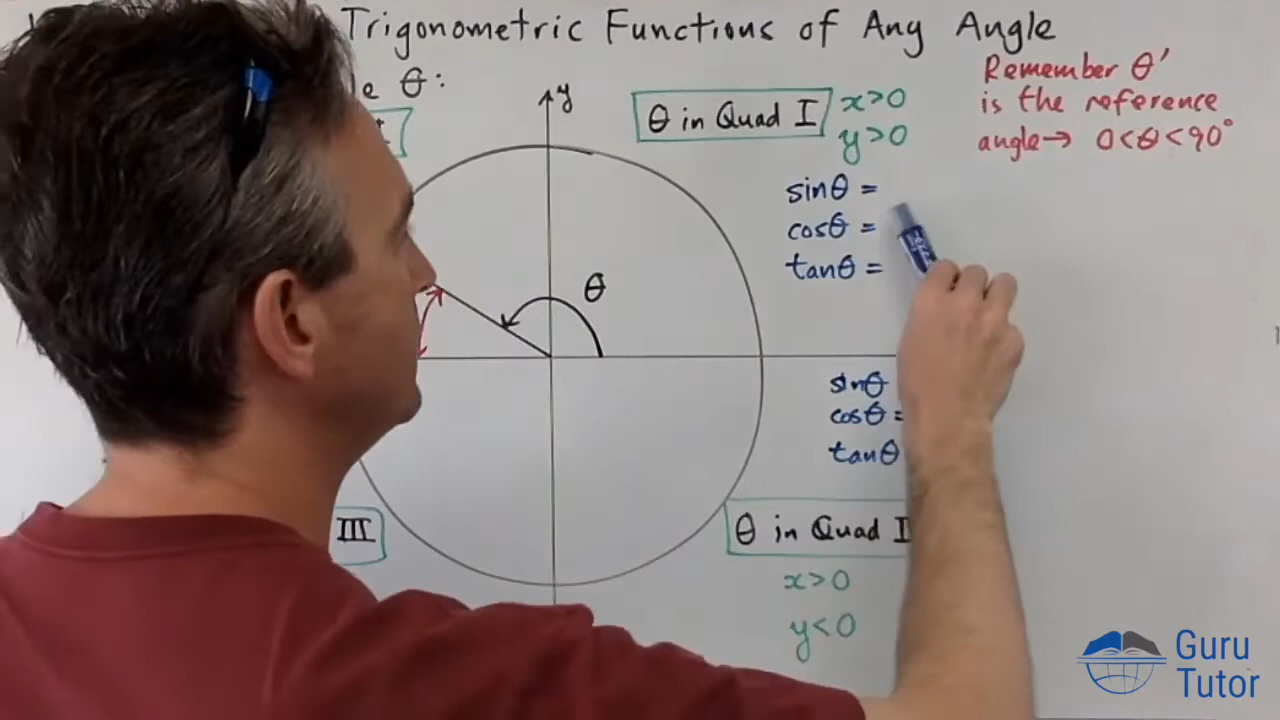 Trigonometric Functions of Any Angle
θ:
y
θ in Quad I
x>0
y>0
Remember θ'
is the reference
angle→ 0<θ<90°
sinθ =
cosθ =
tanθ =
θ
sinθ
cosθ =
tanθ
III
θ in Quad I
x>0
y<0
Guru
Tutor